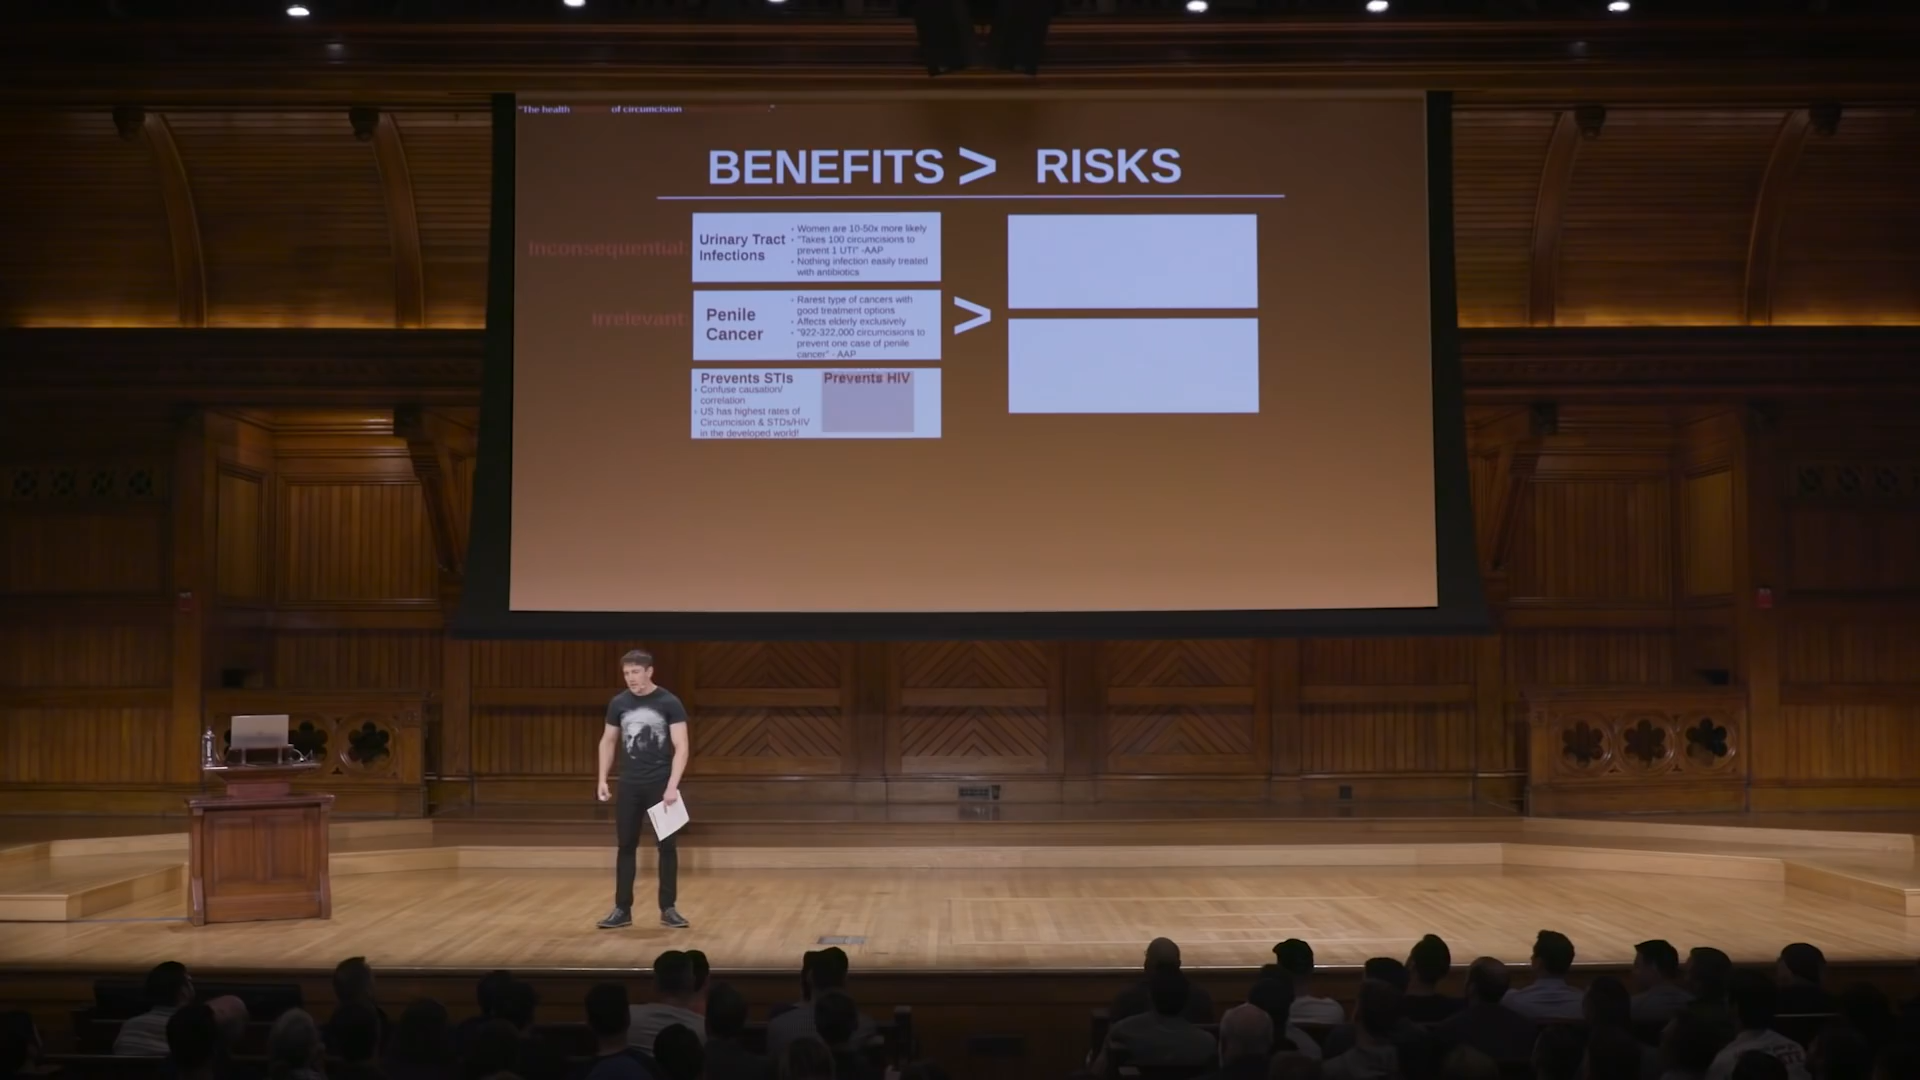 "The health of circumcision ."
BENEFITS > RISKS
Inconsequential:
Urinary Tract
Infections
- Women are 10-50x more likely
- "Takes 100 circumcisions to
prevent 1 UTI" -AAP
- Nothing infection easily treated
with antibiotics
Irrelevant:
Penile
Cancer
- Rarest type of cancers with
good treatment options
- Affects elderly exclusively
- "922-322,000 circumcisions to
prevent one case of penile
cancer" - AAP
>
Prevents STIs
- Confuse causation/
correlation
- US has highest rates of
Circumcision & STDs/HIV
in the developed world!
Prevents HIV